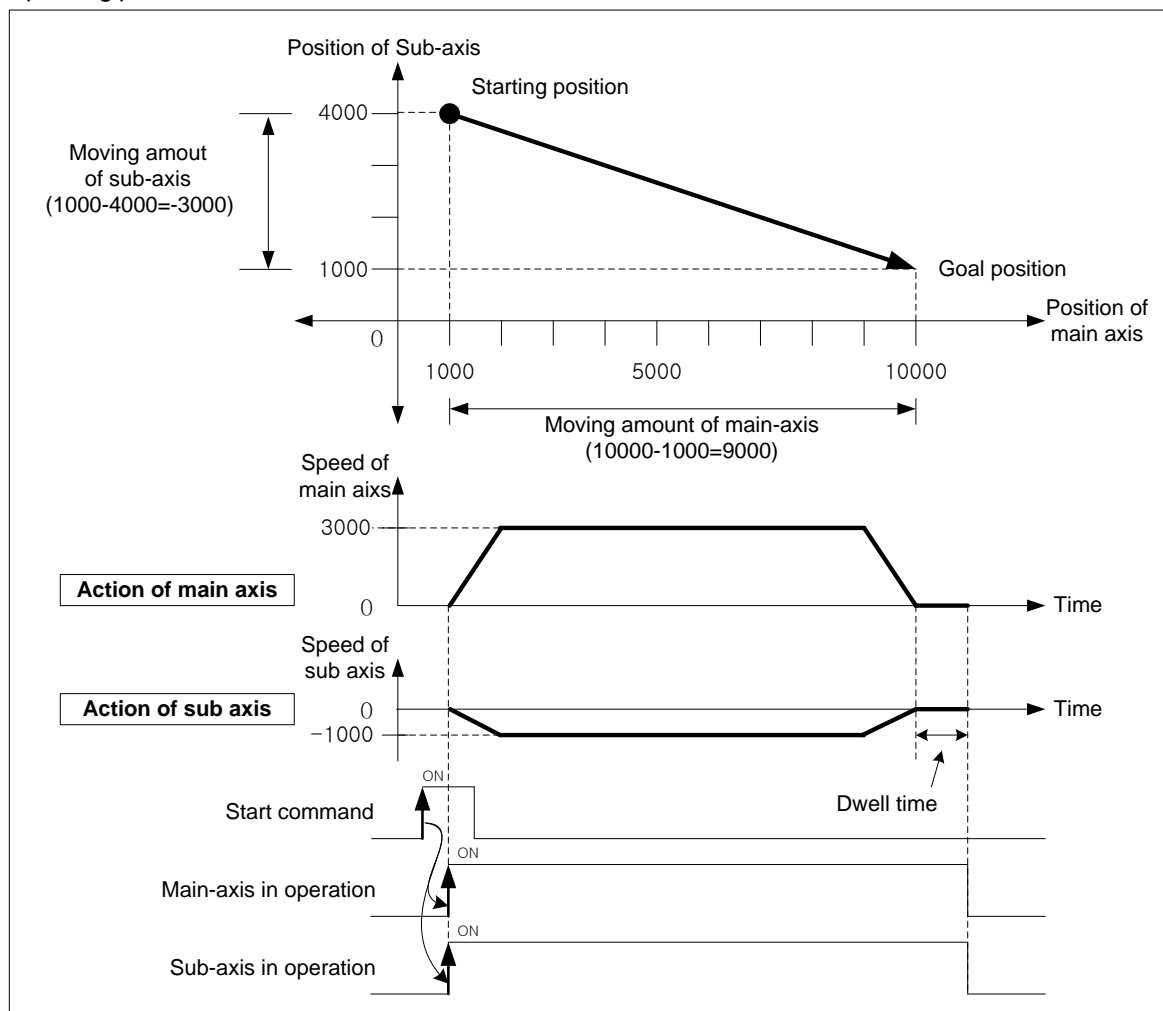 Position of Sub-axis
Starting position
4000
Moving amout
of sub-axis
(1000-4000=-3000)
1000
Goal position
Position of
main axis
0
1000
5000
10000
Moving amount of main-axis
(10000-1000=9000)
Speed of
main aixs
3000
Action of main axis
0
Time
Speed of
sub axis
Action of sub axis
0
Time
-1000
ON
Dwell time
Start command
ON
Main-axis in operation
ON
Sub-axis in operation